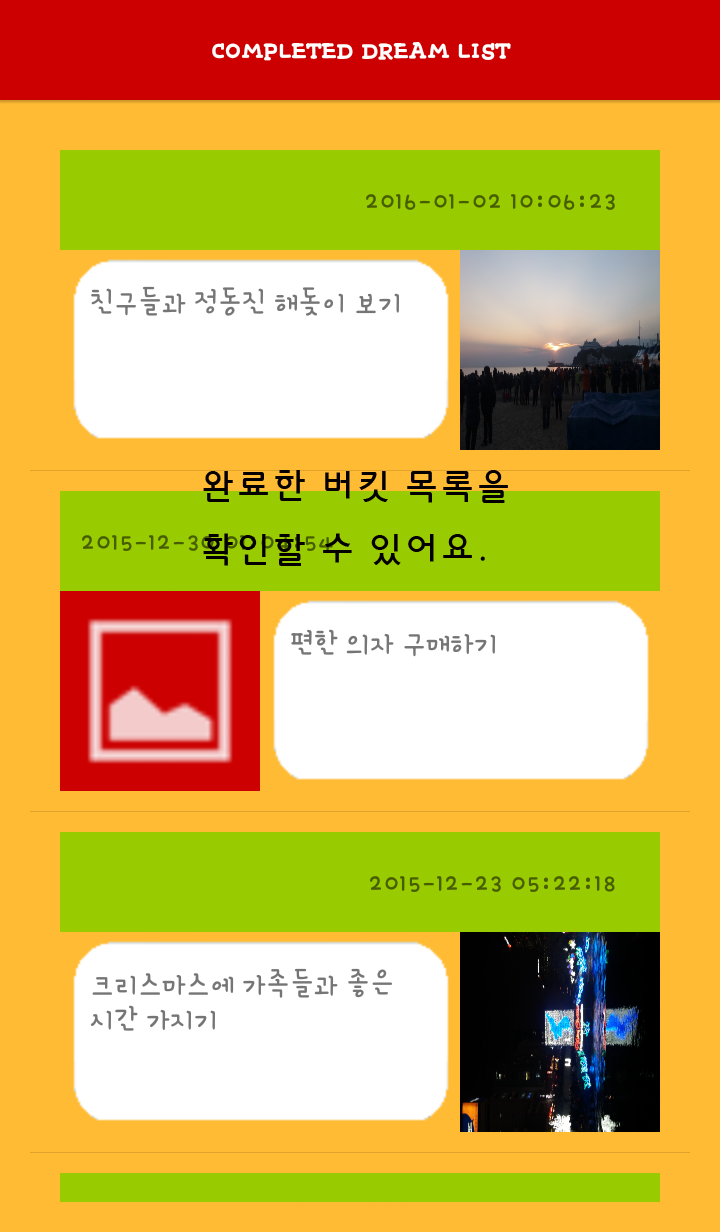 COMPLETED DREAM LIST
2016-01-02 10:06:23
친구들과 정동진 해돋이 보기
완료한 버킷 목록을
확인할 수 있어요.
2015-12-30
편한 의자 구매하기
2015-12-23 05:22:18
크리스마스에 가족들과 좋은
시간 가지기